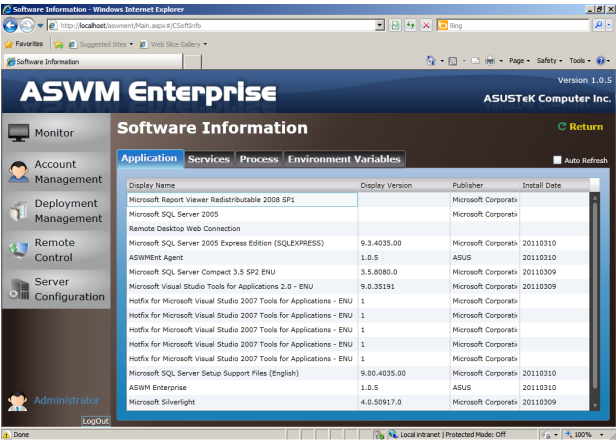 Software Information - Windows Internet Explorer
http://localhost/aswment/Main.aspx#/CSoftInfo
Bing
Favorites Suggested Sites Web Slice Gallery
Software Information
Page Safety Tools
Version 1.0.5
ASWM Enterprise
ASUSTeK Computer Inc.
Monitor
Account Management
Deployment Management
Remote Control
Server Configuration
Administrator
LogOut
Software Information
Return
Application Services Process Environment Variables
Auto Refresh
Display Name Display Version Publisher Install Date
Microsoft Report Viewer Redistributable 2008 SP1 Microsoft Corporati
Microsoft SQL Server 2005 Microsoft Corporati
Remote Desktop Web Connection
Microsoft SQL Server 2005 Express Edition (SQLEXPRESS) 9.3.4035.00 Microsoft Corporati 20110310
ASWMEnt Agent 1.0.5 ASUS 20110310
Microsoft SQL Server Compact 3.5 SP2 ENU 3.5.8080.0 Microsoft Corporati 20110309
Microsoft Visual Studio Tools for Applications 2.0 - ENU 9.0.35191 Microsoft Corporati 20110309
Hotfix for Microsoft Visual Studio 2007 Tools for Applications - ENU 1 Microsoft Corporati
Hotfix for Microsoft Visual Studio 2007 Tools for Applications - ENU 1 Microsoft Corporati
Hotfix for Microsoft Visual Studio 2007 Tools for Applications - ENU 1 Microsoft Corporati
Hotfix for Microsoft Visual Studio 2007 Tools for Applications - ENU 1 Microsoft Corporati
Hotfix for Microsoft Visual Studio 2007 Tools for Applications - ENU 1 Microsoft Corporati
Microsoft SQL Server Setup Support Files (English) 9.00.4035.00 Microsoft Corporati 20110310
ASWM Enterprise 1.0.5 ASUS 20110310
Microsoft Silverlight 4.0.50917.0 Microsoft Corporati 20110309
Done
Local intranet | Protected Mode: Off
100%